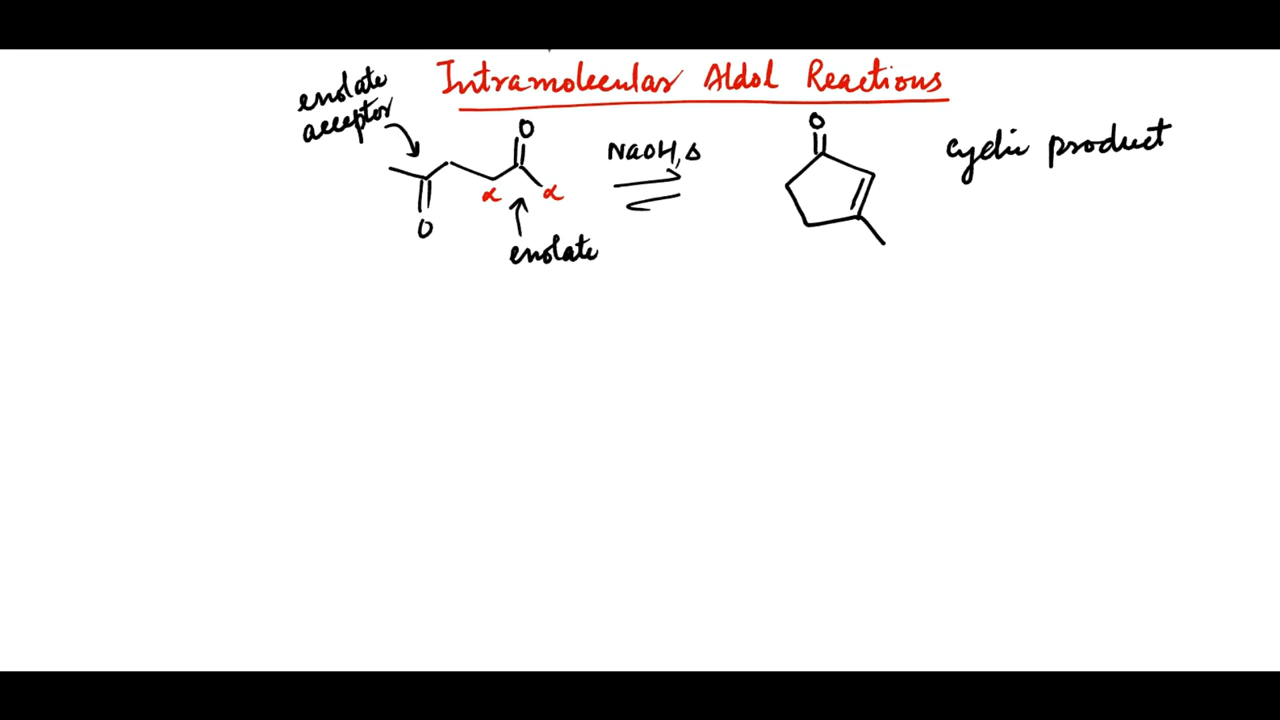 Intramolecular Aldol Reactions
enolate
acceptor
O
O
α
α
enolate
NaOH, Δ
O
cyclic product